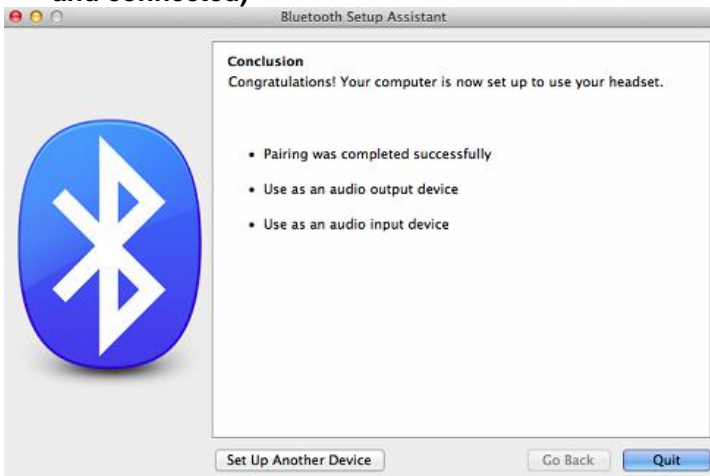 and connected)
Bluetooth Setup Assistant
Conclusion
Congratulations! Your computer is now set up to use your headset.
• Pairing was completed successfully
• Use as an audio output device
• Use as an audio input device
Set Up Another Device
Go Back
Quit